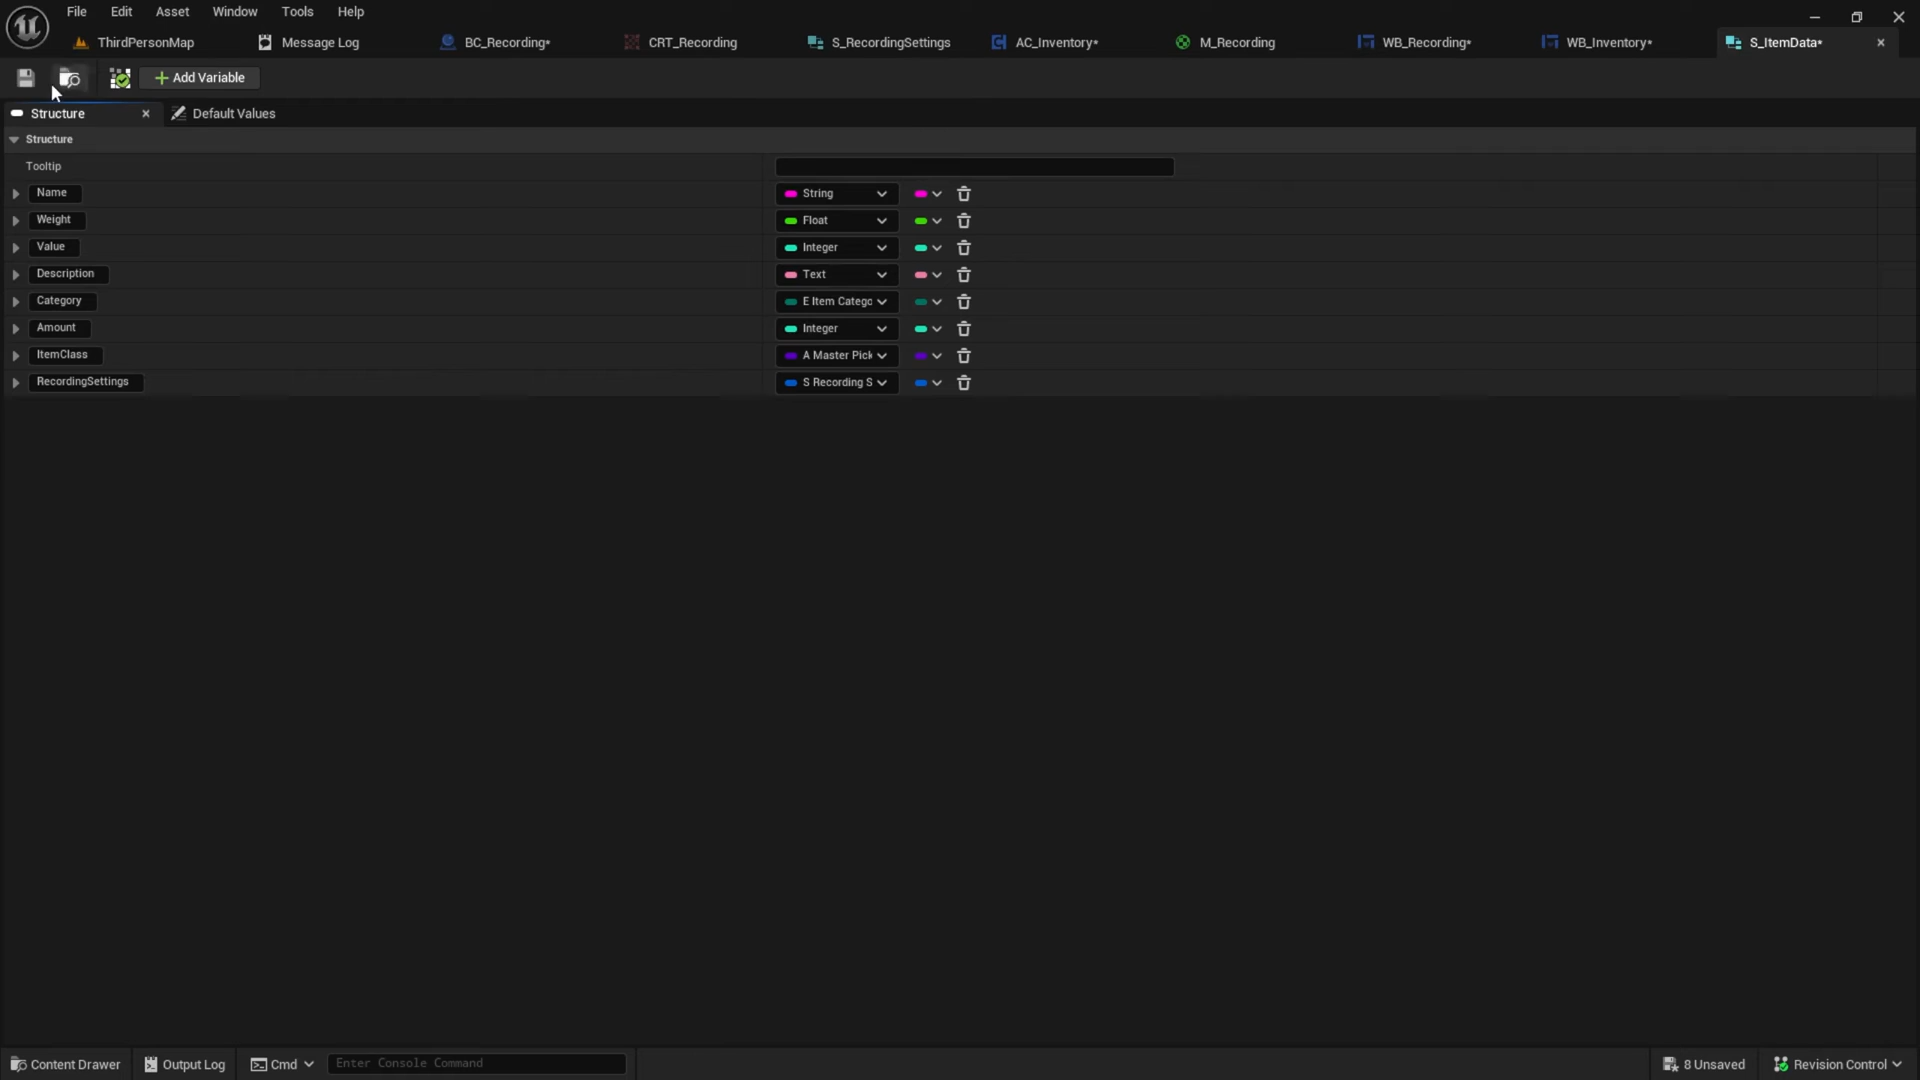 File Edit Asset Window Tools Help
ThirdPersonMap Message Log BC_Recording* CRT_Recording S_RecordingSettings AC_Inventory* M_Recording WB_Recording* WB_Inventory* S_ItemData*
Add Variable
Structure Default Values
Structure
Tooltip
Name String
Weight Float
Value Integer
Description Text
Category E Item Catego
Amount Integer
ItemClass A Master Pick
RecordingSettings S Recording S
Content Drawer Output Log Cmd Enter Console Command 8 Unsaved Revision Control